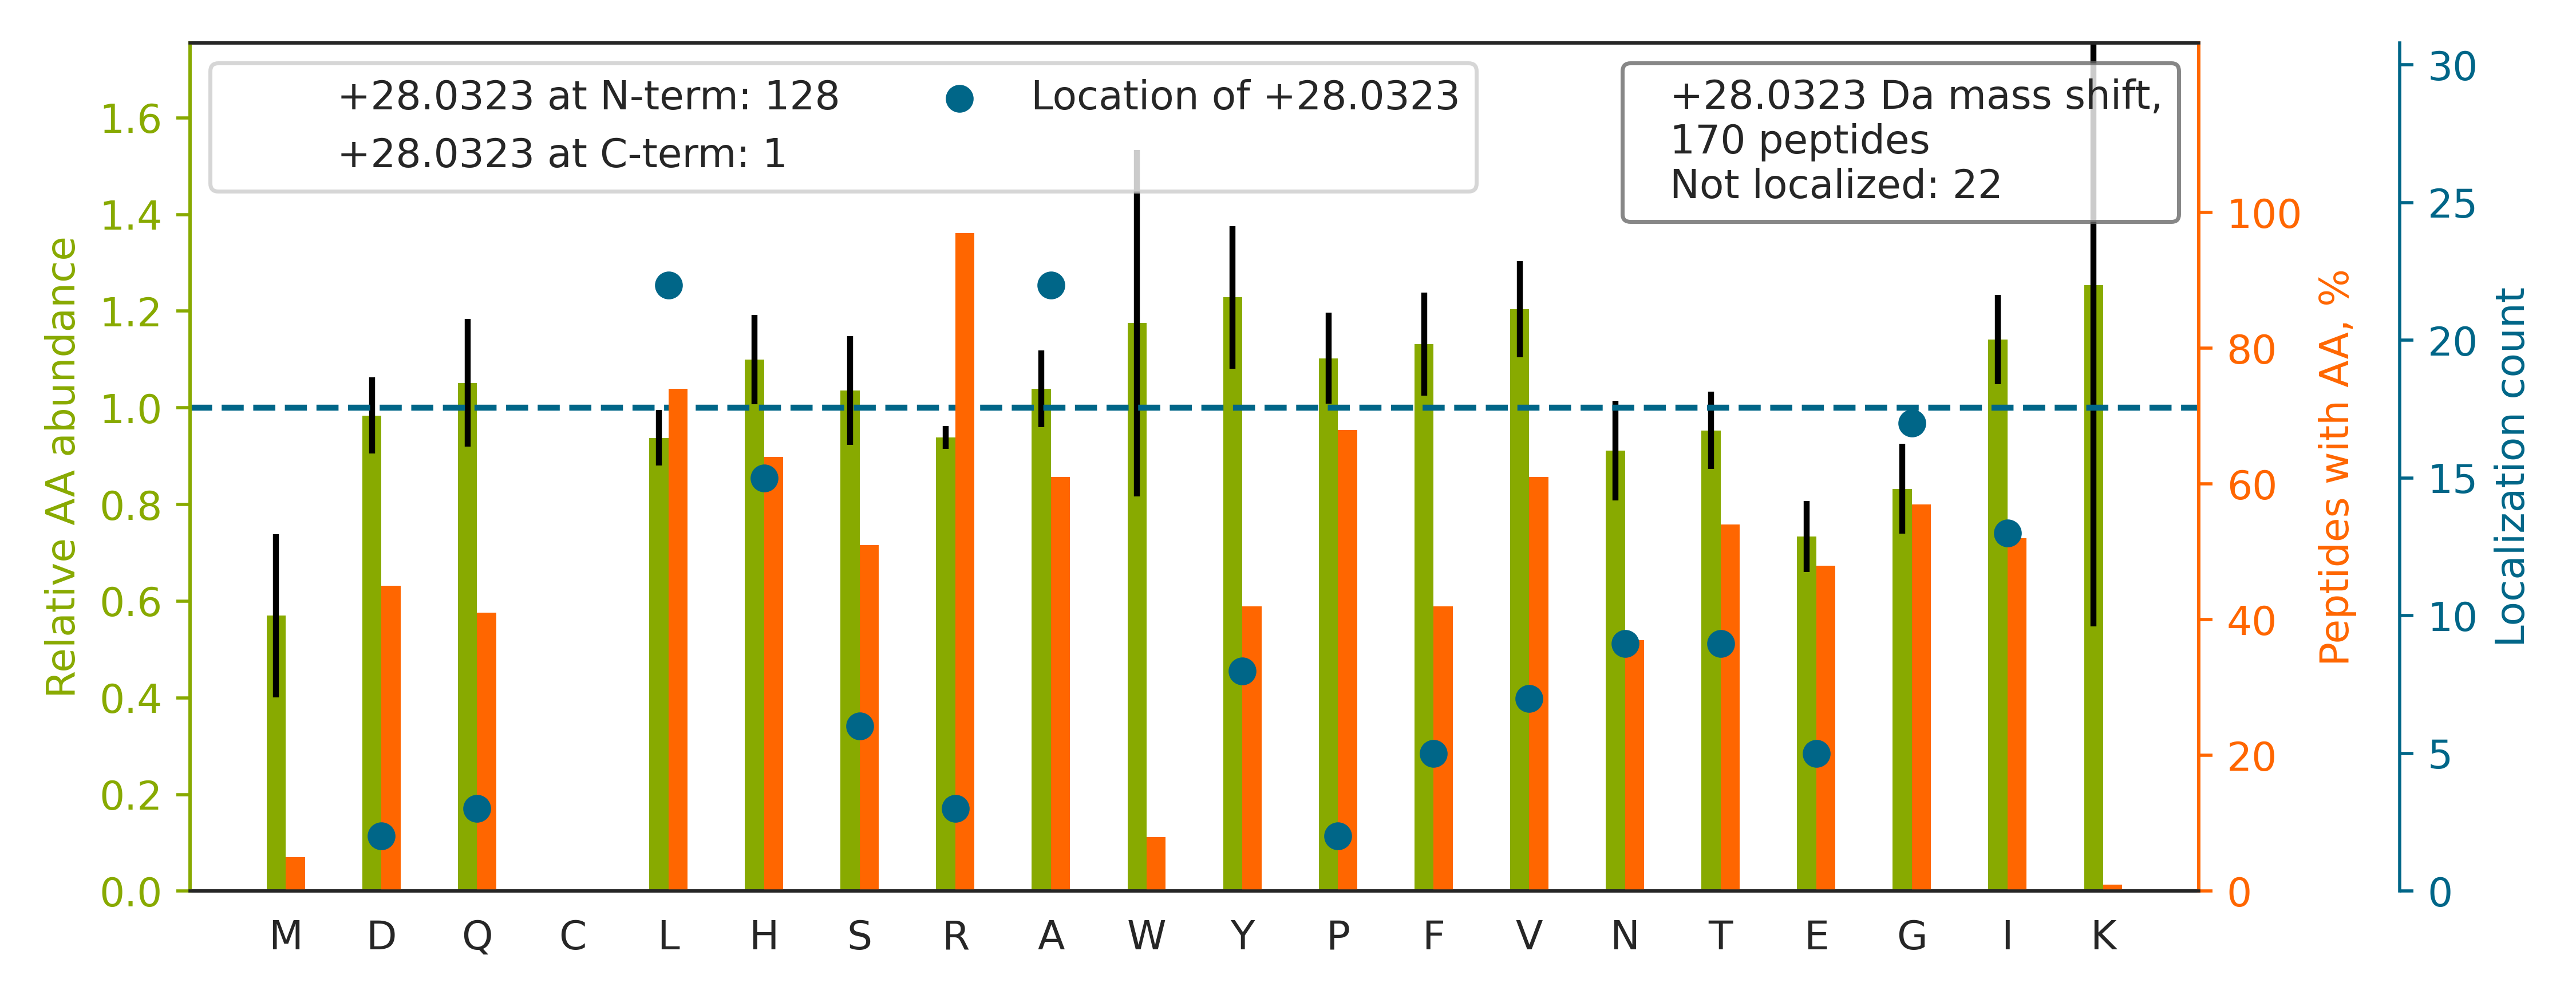 +28.0323 at N-term: 128
+28.0323 at C-term: 1
Location of +28.0323
+28.0323 Da mass shift,
170 peptides
Not localized: 22
Relative AA abundance
1.6
1.4
1.2
1.0
0.8
0.6
0.4
0.2
0.0
M D Q C L H S R A W Y P F V N T E G I K
100
80
60
40
20
0
Peptides with AA, %
30
25
20
15
10
5
0
Localization count